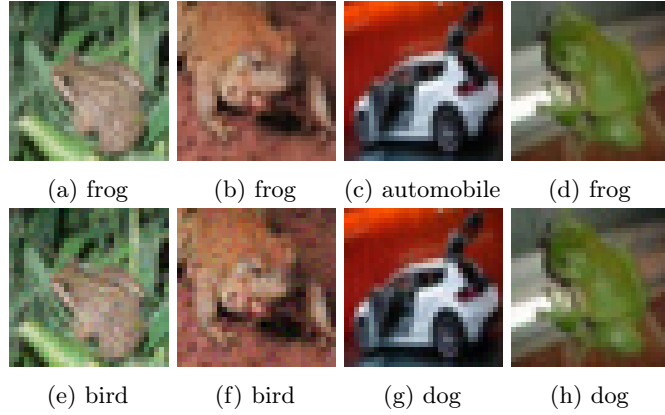 (a) frog (b) frog (c) automobile (d) frog
(e) bird (f) bird (g) dog (h) dog